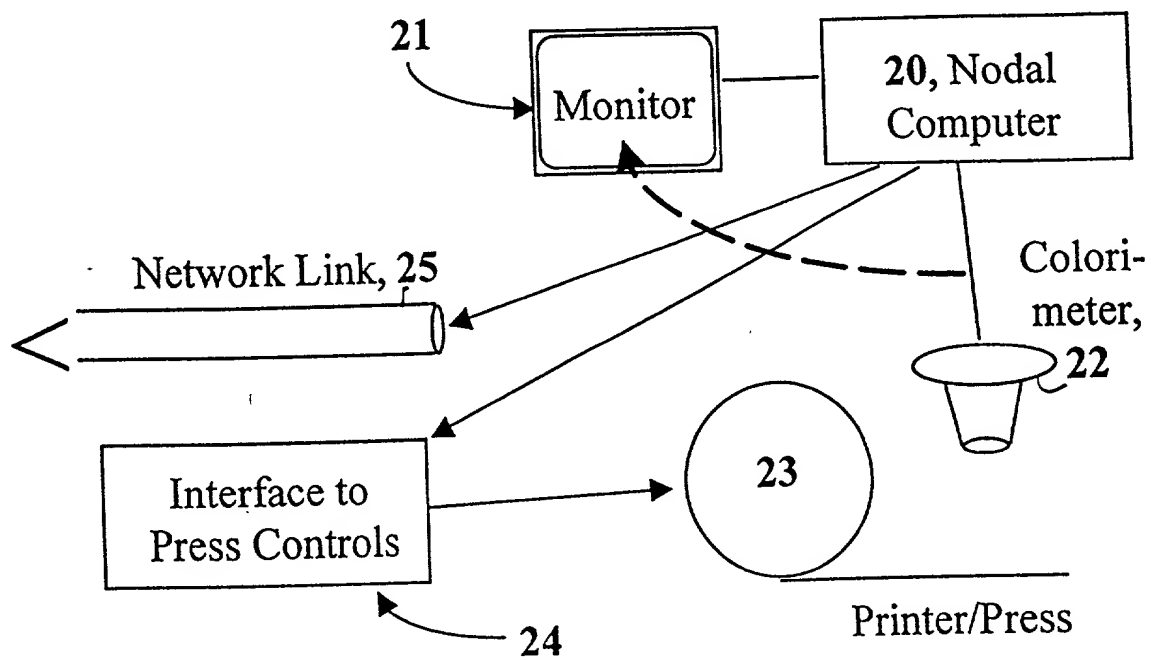 21
Monitor
20, Nodal
Computer
Network Link, 25
Colori-
meter,
22
Interface to
Press Controls
23
24
Printer/Press